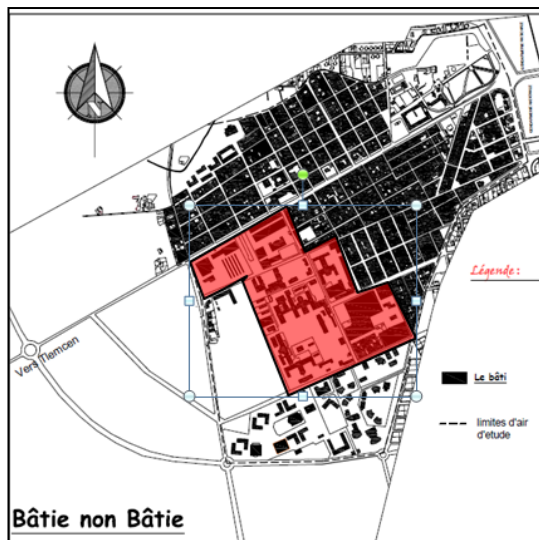 Légende :
Vers Tlemcen
Le bâti
limites d'air
d'etude
Bâtie non Bâtie